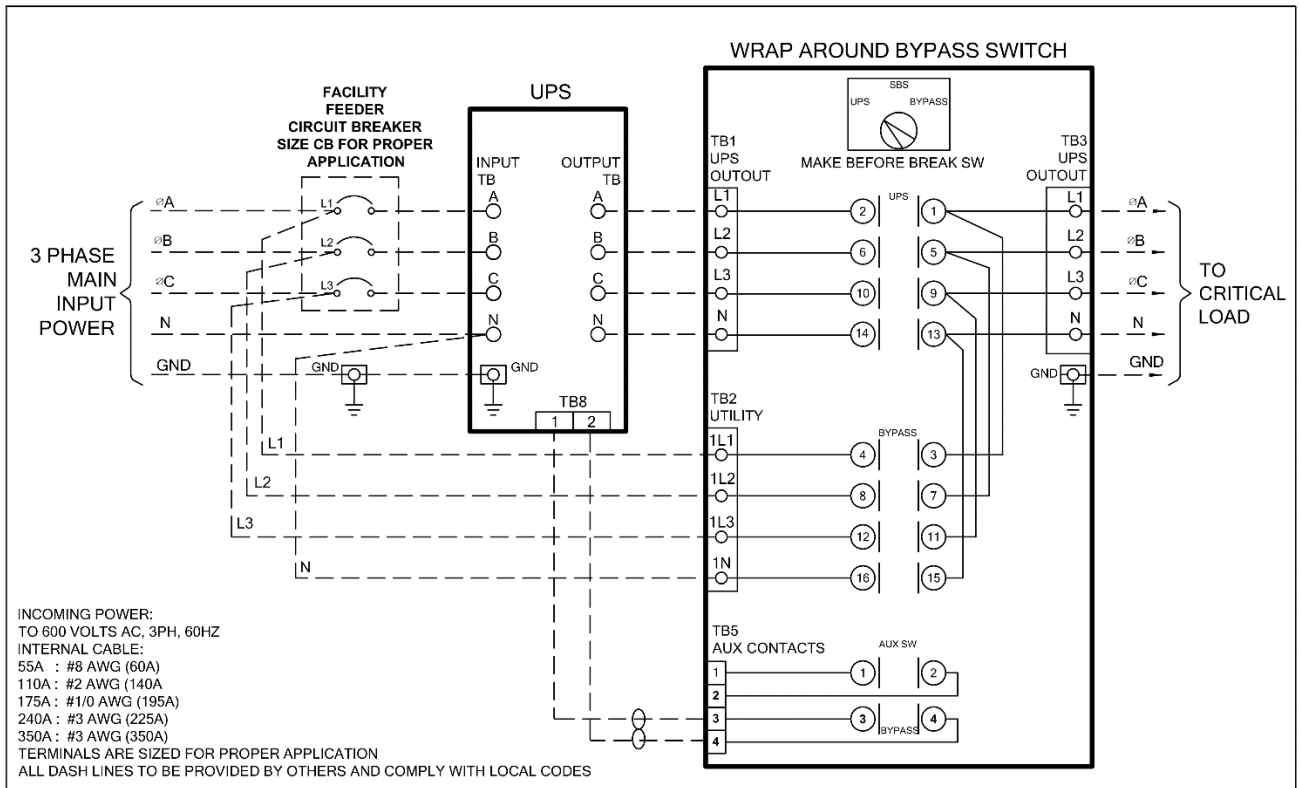 WRAP AROUND BYPASS SWITCH
SBS
UPS BYPASS
MAKE BEFORE BREAK SW
FACILITY
FEEDER
CIRCUIT BREAKER
SIZE CB FOR PROPER
APPLICATION
UPS
INPUT
TB
OUTPUT
TB
TB1
UPS
OUTOUT
TB3
UPS
OUTOUT
3 PHASE
MAIN
INPUT
POWER
øA
øB
øC
N
GND
L1
L2
L3
GND
A
B
C
N
GND
A
B
C
N
TB8
1 2
L1
L2
L3
N
UPS
2 1
6 5
10 9
14 13
L1
L2
L3
N
GND
øA
øB
øC
N
GND
TO
CRITICAL
LOAD
TB2
UTILITY
1L1
1L2
1L3
1N
BYPASS
4 3
8 7
12 11
16 15
L1
L2
L3
N
TB5
AUX CONTACTS
1
2
3
4
AUX SW
1 2
3 4
BYPASS
INCOMING POWER:
TO 600 VOLTS AC, 3PH, 60HZ
INTERNAL CABLE:
55A : #8 AWG (60A)
110A : #2 AWG (140A
175A : #1/0 AWG (195A)
240A : #3 AWG (225A)
350A : #3 AWG (350A)
TERMINALS ARE SIZED FOR PROPER APPLICATION
ALL DASH LINES TO BE PROVIDED BY OTHERS AND COMPLY WITH LOCAL CODES